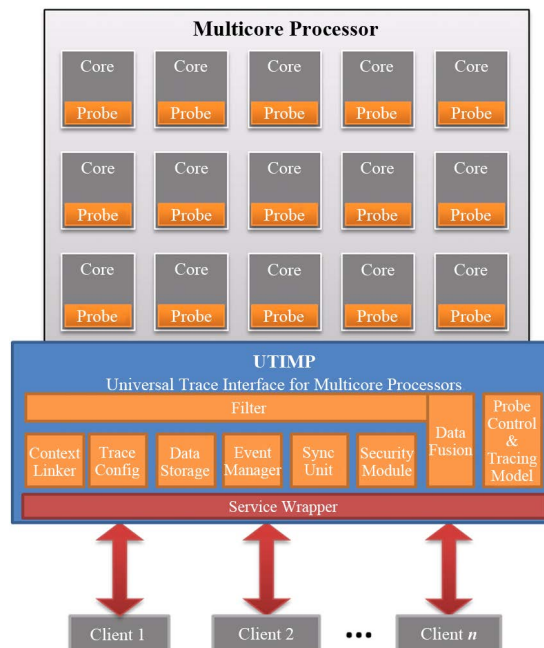 Multicore Processor
Core Core Core Core Core
Probe Probe Probe Probe Probe
Core Core Core Core Core
Probe Probe Probe Probe Probe
Core Core Core Core Core
Probe Probe Probe Probe Probe
UTIMP
Universal Trace Interface for Multicore Processors
Filter
Context
Linker
Trace
Config
Data
Storage
Event
Manager
Sync
Unit
Security
Module
Data
Fusion
Probe
Control
&
Tracing
Model
Service Wrapper
Client 1
Client 2
•••
Client n